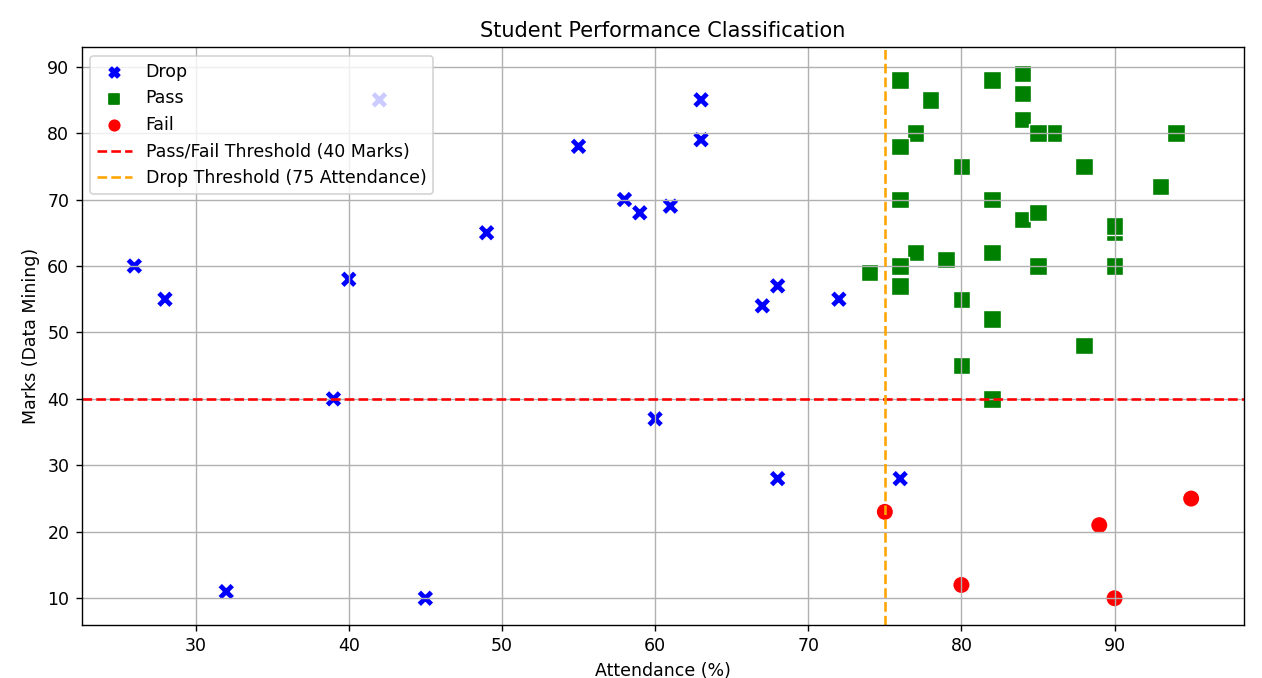 Student Performance Classification
Drop
Pass
Fail
Pass/Fail Threshold (40 Marks)
Drop Threshold (75 Attendance)
Marks (Data Mining)
90
80
70
60
50
40
30
20
10
30
40
50
60
70
80
90
Attendance (%)